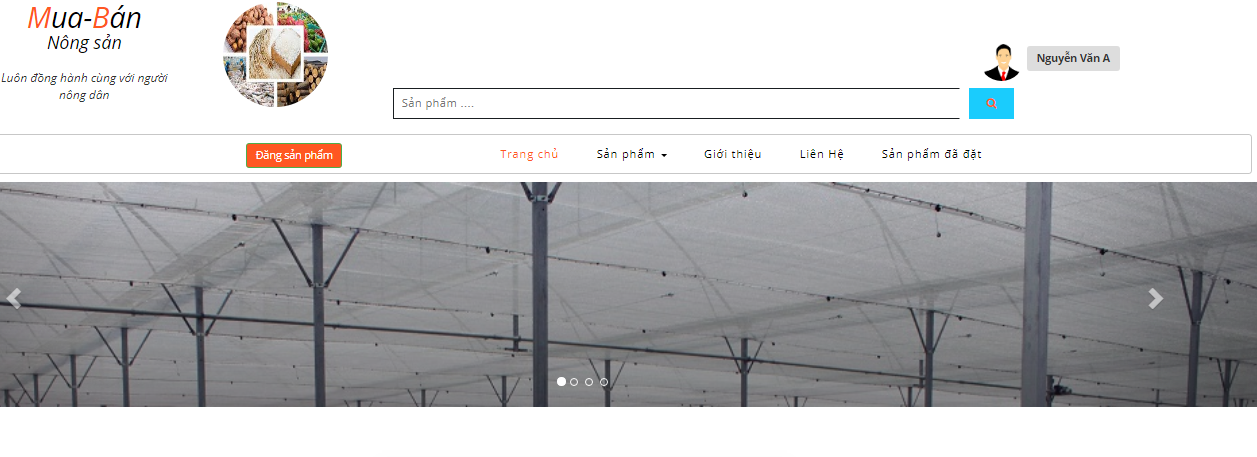 Mua-Bán
Nông sản
Luôn đồng hành cùng với người
nông dân
Nguyễn Văn A
Sản phẩm ....
Đăng sản phẩm
Trang chủ
Sản phẩm
Giới thiệu
Liên Hệ
Sản phẩm đã đặt